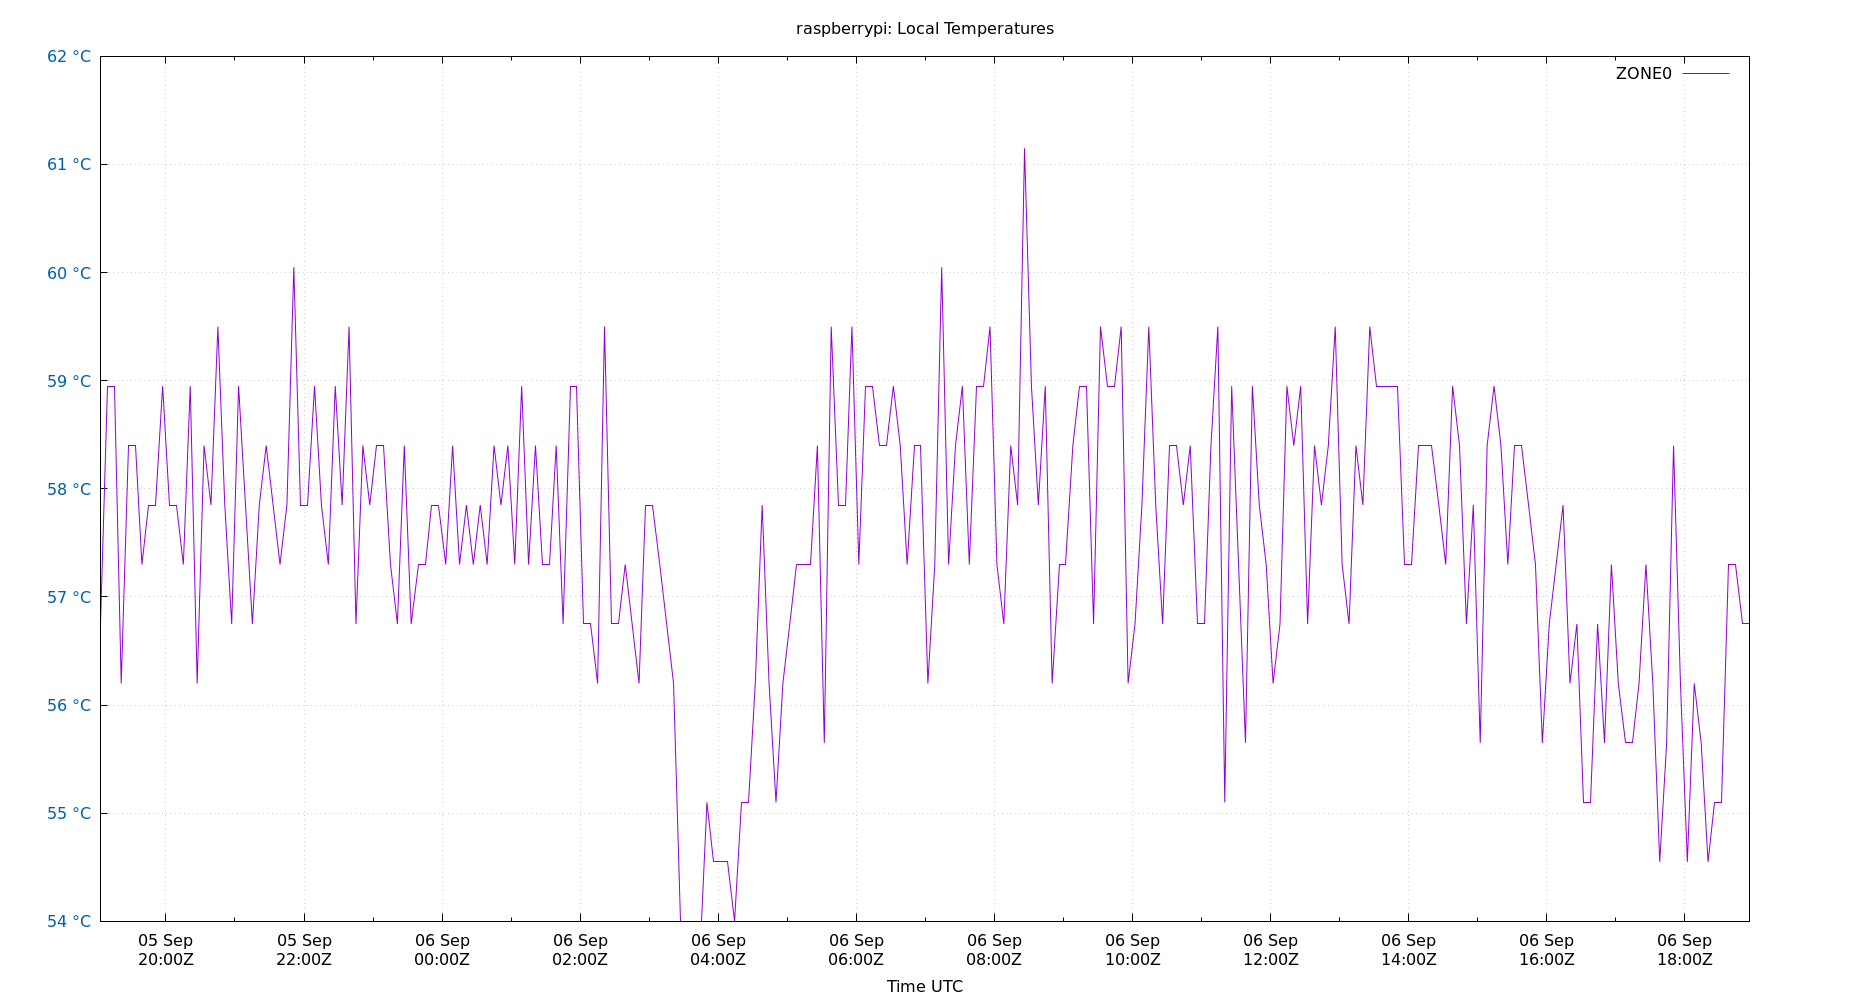 raspberrypi: Local Temperatures
ZONE0
62 °C
61 °C
60 °C
59 °C
58 °C
57 °C
56 °C
55 °C
54 °C
05 Sep 05 Sep 06 Sep 06 Sep 06 Sep 06 Sep 06 Sep 06 Sep 06 Sep 06 Sep 06 Sep 06 Sep
20:00Z 22:00Z 00:00Z 02:00Z 04:00Z 06:00Z 08:00Z 10:00Z 12:00Z 14:00Z 16:00Z 18:00Z
Time UTC